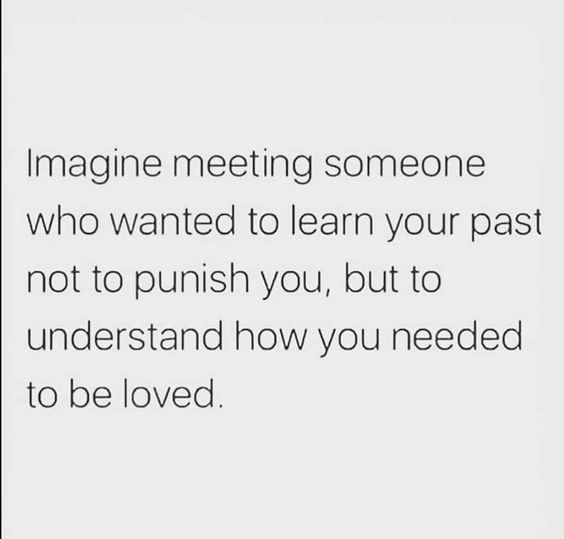 Imagine meeting someone
who wanted to learn your past
not to punish you, but to
understand how you needed
to be loved.